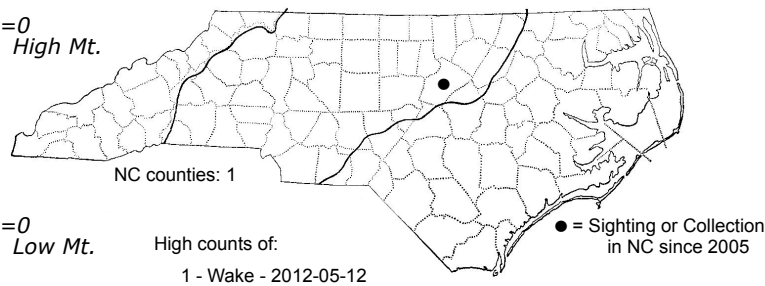 =0
High Mt.
NC counties: 1
=0
Low Mt.
High counts of:
1 - Wake - 2012-05-12
● = Sighting or Collection
in NC since 2005